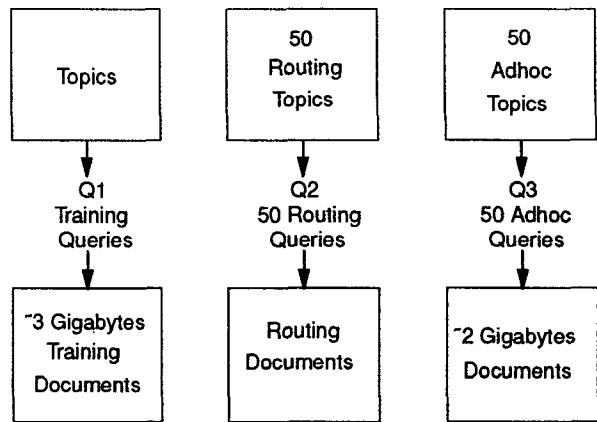 Topics
50
Routing
Topics
50
Adhoc
Topics
Q1
Training
Queries
Q2
50 Routing
Queries
Q3
50 Adhoc
Queries
~3 Gigabytes
Training
Documents
Routing
Documents
~2 Gigabytes
Documents